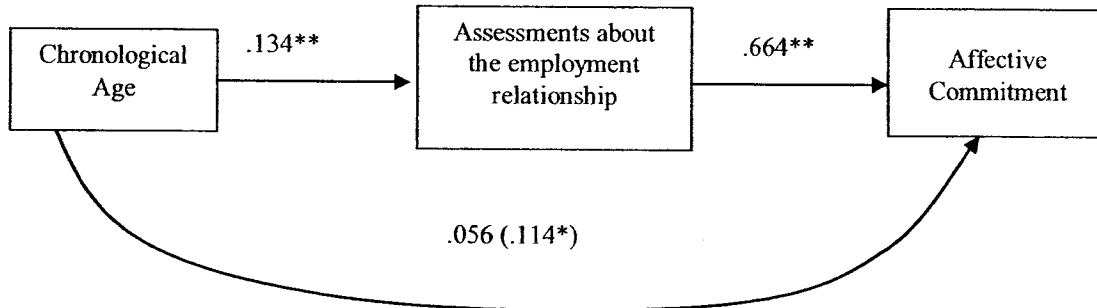 .134**
Chronological
Age
Assessments about
the employment
relationship
.664**
Affective
Commitment
.056 (.114*)